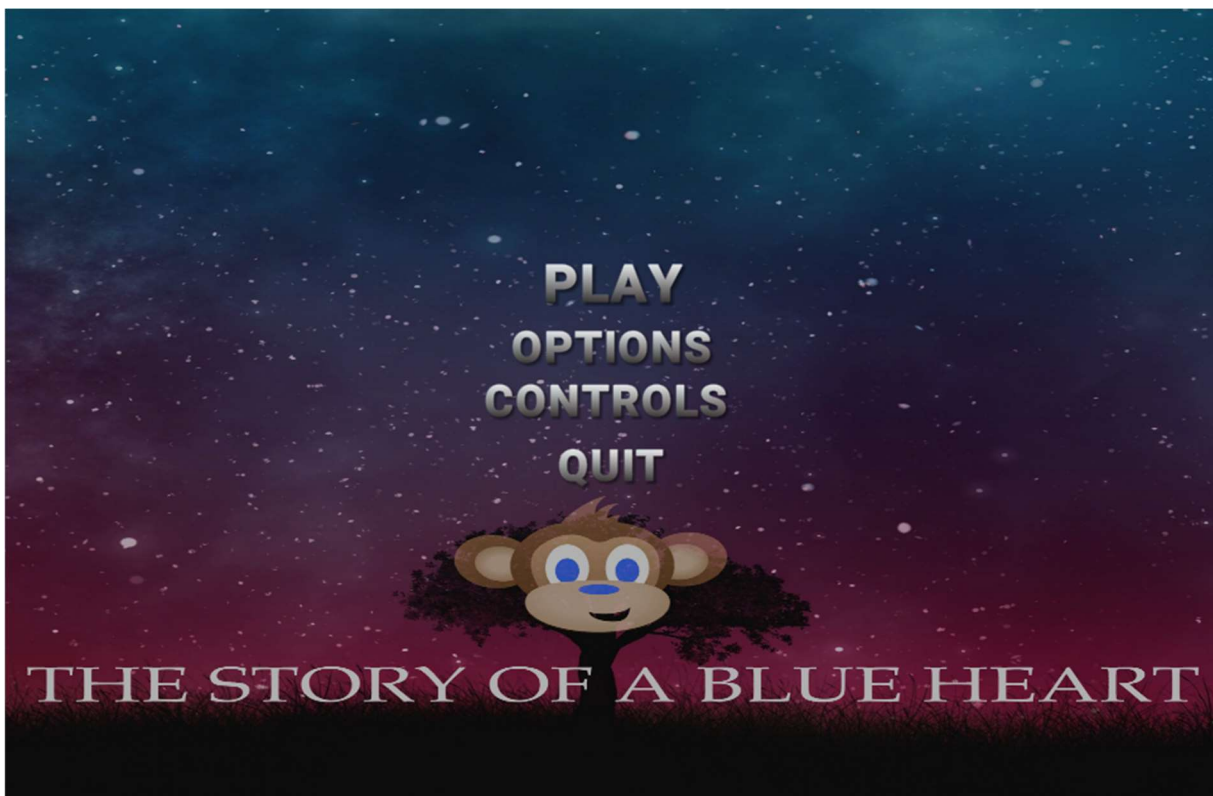 PLAY
OPTIONS
CONTROLS
QUIT
THE STORY OF A BLUE HEART